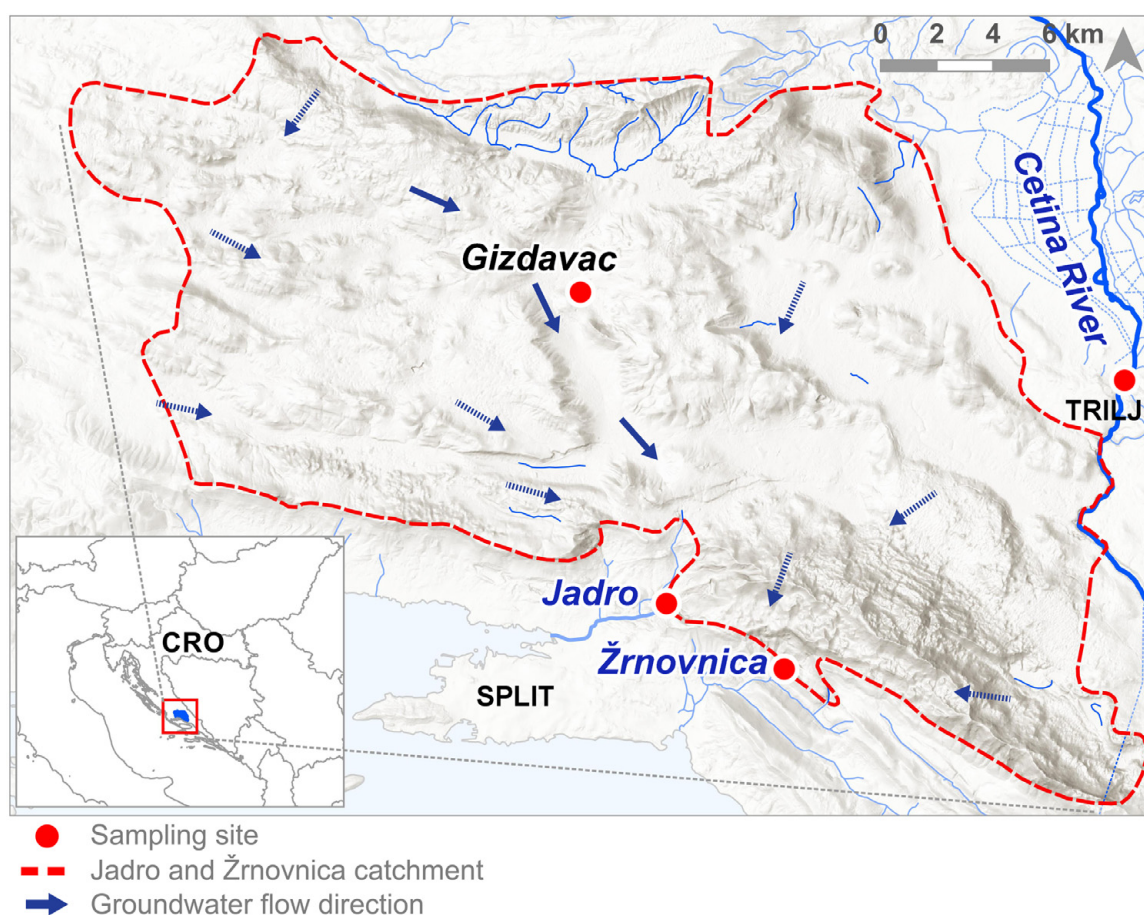 0 2 4 6 km
Cetina River
Gizdavac
TRILJ
Jadro
Žrnovnica
CRO
SPLIT
Sampling site
Jadro and Žrnovnica catchment
Groundwater flow direction